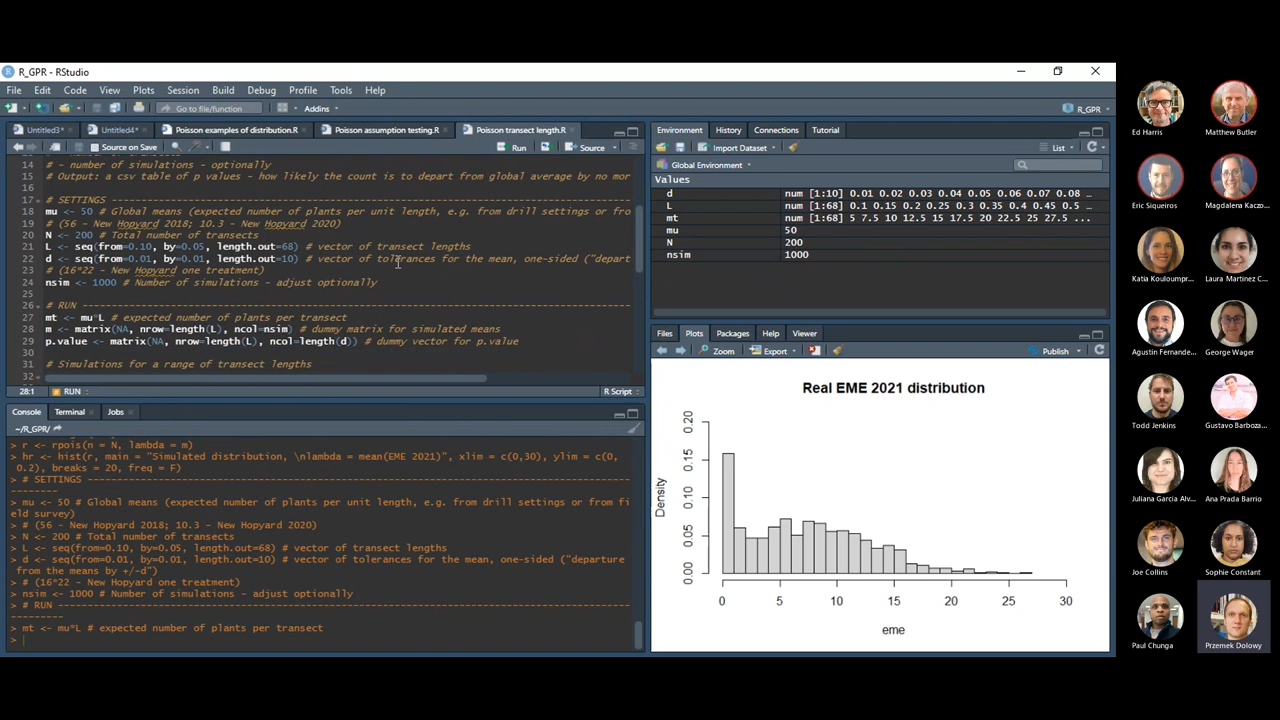 R_GPR - RStudio
File Edit Code View Plots Session Build Debug Profile Tools Help
Go to file/function Addins R_GPR
Untitled3* Untitled4* Poisson examples of distribution.R Poisson assumption testing.R Poisson transect length.R
Source on Save Run Source
14 # - number of simulations - optionally
15 # Output: a csv table of p values - how likely the count is to depart from global average by no mor
16
17 # SETTINGS
18 mu <- 50 # Global means (expected number of plants per unit length, e.g. from drill settings or fro
19 # (56 - New Hopyard 2018; 10.3 - New Hopyard 2020)
20 N <- 200 # Total number of transects
21 L <- seq(from=0.10, by=0.05, length.out=68) # vector of transect lengths
22 d <- seq(from=0.01, by=0.01, length.out=10) # vector of tolerances for the mean, one-sided ("depart
23 # (16*22 - New Hopyard one treatment)
24 nsim <- 1000 # Number of simulations - adjust optionally
25
26 # RUN
27 mt <- mu*L # expected number of plants per transect
28 m <- matrix(NA, nrow=length(L), ncol=nsim) # dummy matrix for simulated means
29 p.value <- matrix(NA, nrow=length(L), ncol=length(d)) # dummy vector for p.value
30
31 # Simulations for a range of transect lengths
32
28:1 RUN R Script
Console Terminal Jobs
~/R_GPR/
> r <- rpois(n = N, lambda = m)
> hr <- hist(r, main = "Simulated distribution, \nlambda = mean(EME 2021)", xlim = c(0,30), ylim = c(0,
0.2), breaks = 20, freq = F)
> # SETTINGS ------------------------------------------------------------------------
--------
> mu <- 50 # Global means (expected number of plants per unit length, e.g. from drill settings or from fi
eld survey)
> # (56 - New Hopyard 2018; 10.3 - New Hopyard 2020)
> N <- 200 # Total number of transects
> L <- seq(from=0.10, by=0.05, length.out=68) # vector of transect lengths
> d <- seq(from=0.01, by=0.01, length.out=10) # vector of tolerances for the mean, one-sided ("departure
from the means by +/-d")
> # (16*22 - New Hopyard one treatment)
> nsim <- 1000 # Number of simulations - adjust optionally
> # RUN -----------------------------------------------------------------------------
---------
> mt <- mu*L # expected number of plants per transect
>
Environment History Connections Tutorial
Import Dataset List
Global Environment
Values
d num [1:10] 0.01 0.02 0.03 0.04 0.05 0.06 0.07 0.08 ...
L num [1:68] 0.1 0.15 0.2 0.25 0.3 0.35 0.4 0.45 0.5 ...
mt num [1:68] 5 7.5 10 12.5 15 17.5 20 22.5 25 27.5 ...
mu 50
N 200
nsim 1000
Files Plots Packages Help Viewer
Zoom Export Publish
Real EME 2021 distribution
Density
0.20
0.15
0.10
0.05
0.00
0 5 10 15 20 25 30
eme
Ed Harris Matthew Butler
Eric Siqueiros Magdalena Kaczo...
Katia Kouloumpr... Laura Martinez C...
Agustin Fernande... George Wager
Todd Jenkins Gustavo Barboza...
Juliana Garcia Alv... Ana Prada Barrio
Joe Collins Sophie Constant
Paul Chunga Przemek Dolowy